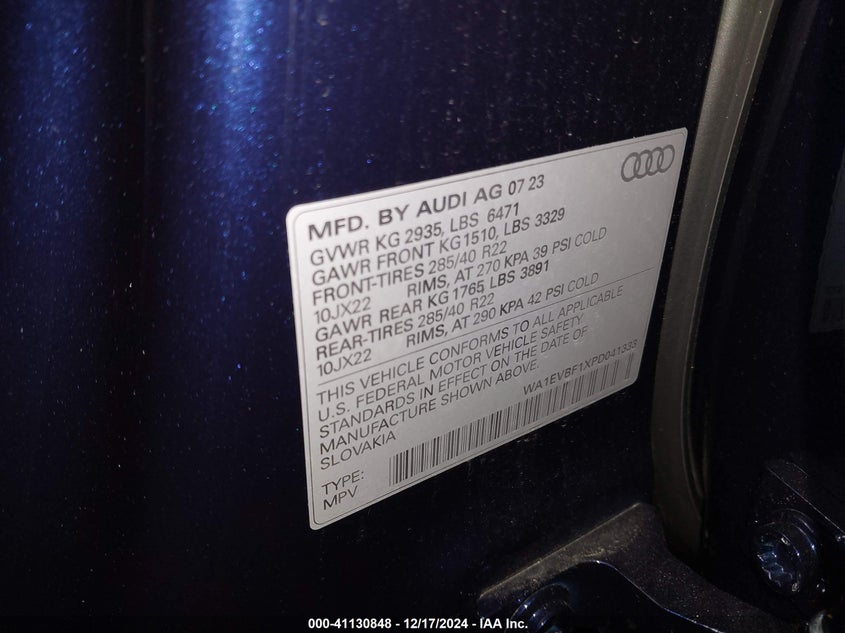 MFD. BY AUDI AG 07 23
GVWR KG 2935, LBS 6471
GAWR FRONT KG1510, LBS 3329
FRONT-TIRES 285/40 R22
10JX22 RIMS, AT 270 KPA 39 PSI COLD
GAWR REAR KG 1765 LBS 3891
REAR-TIRES 285/40 R22
10JX22 RIMS, AT 290 KPA 42 PSI COLD
THIS VEHICLE CONFORMS TO ALL APPLICABLE
U.S. FEDERAL MOTOR VEHICLE SAFETY
STANDARDS IN EFFECT ON THE DATE OF
MANUFACTURE SHOWN ABOVE.
SLOVAKIA
WA1EVBF1XPD041333
TYPE:
MPV
000-41130848 - 12/17/2024 - IAA Inc.